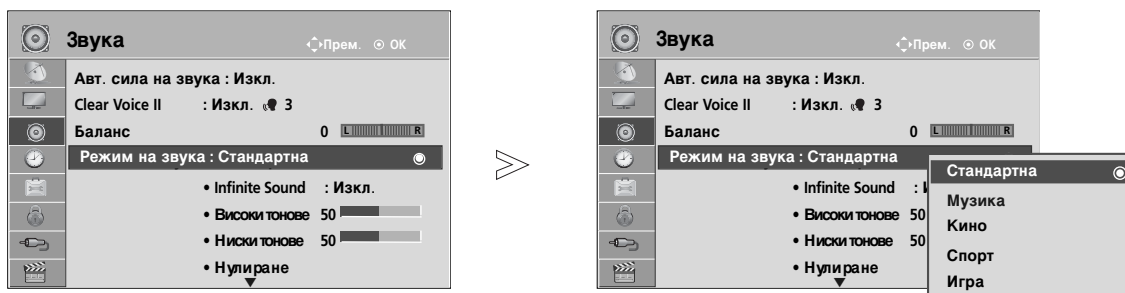 Звука
Прем. OK
Авт. сила на звука : Изкл.
Clear Voice II : Изкл. 3
Баланс 0 L R
Режим на звука : Стандартна
• Infinite Sound : Изкл.
• Високи тонове 50
• Ниски тонове 50
• Нулиране
Звука
Прем. OK
Авт. сила на звука : Изкл.
Clear Voice II : Изкл. 3
Баланс 0 L R
Режим на звука : Стандартна
• Infinite Sound :
• Високи тонове 50
• Ниски тонове 50
• Нулиране
Стандартна
Музика
Кино
Спорт
Игра